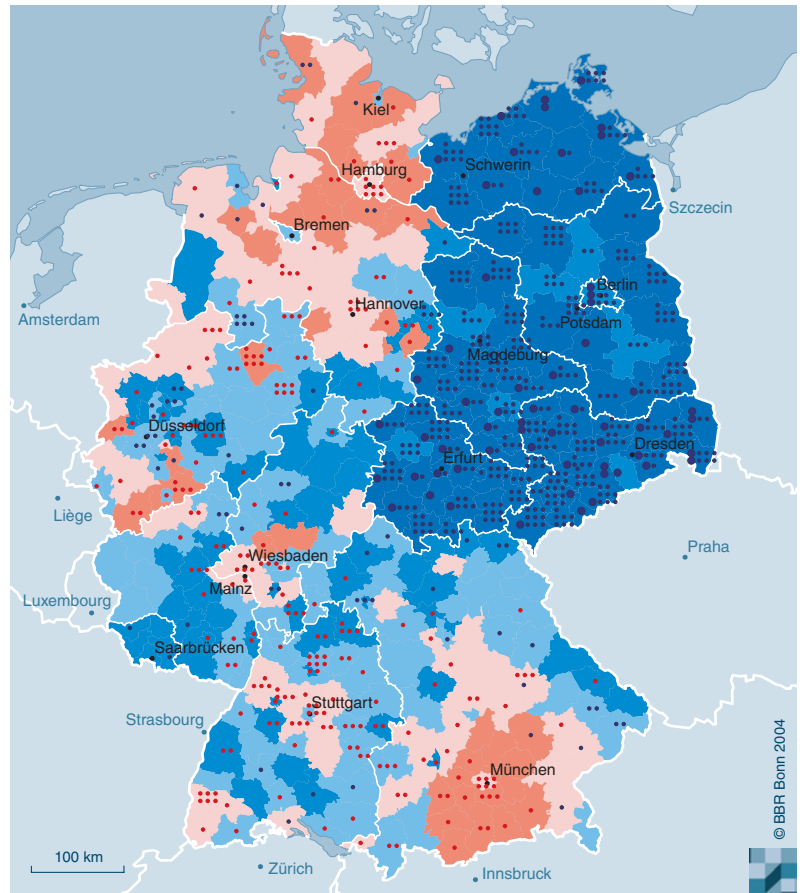 Kiel
Hamburg
Schwerin
Szczecin
Bremen
Berlin
Amsterdam
Hannover
Potsdam
Magdeburg
Düsseldorf
Dresden
Erfurt
Liège
Praha
Wiesbaden
Mainz
Luxembourg
Saarbrücken
Stuttgart
Strasbourg
München
© BBR Bonn 2004
100 km
Zürich
Innsbruck